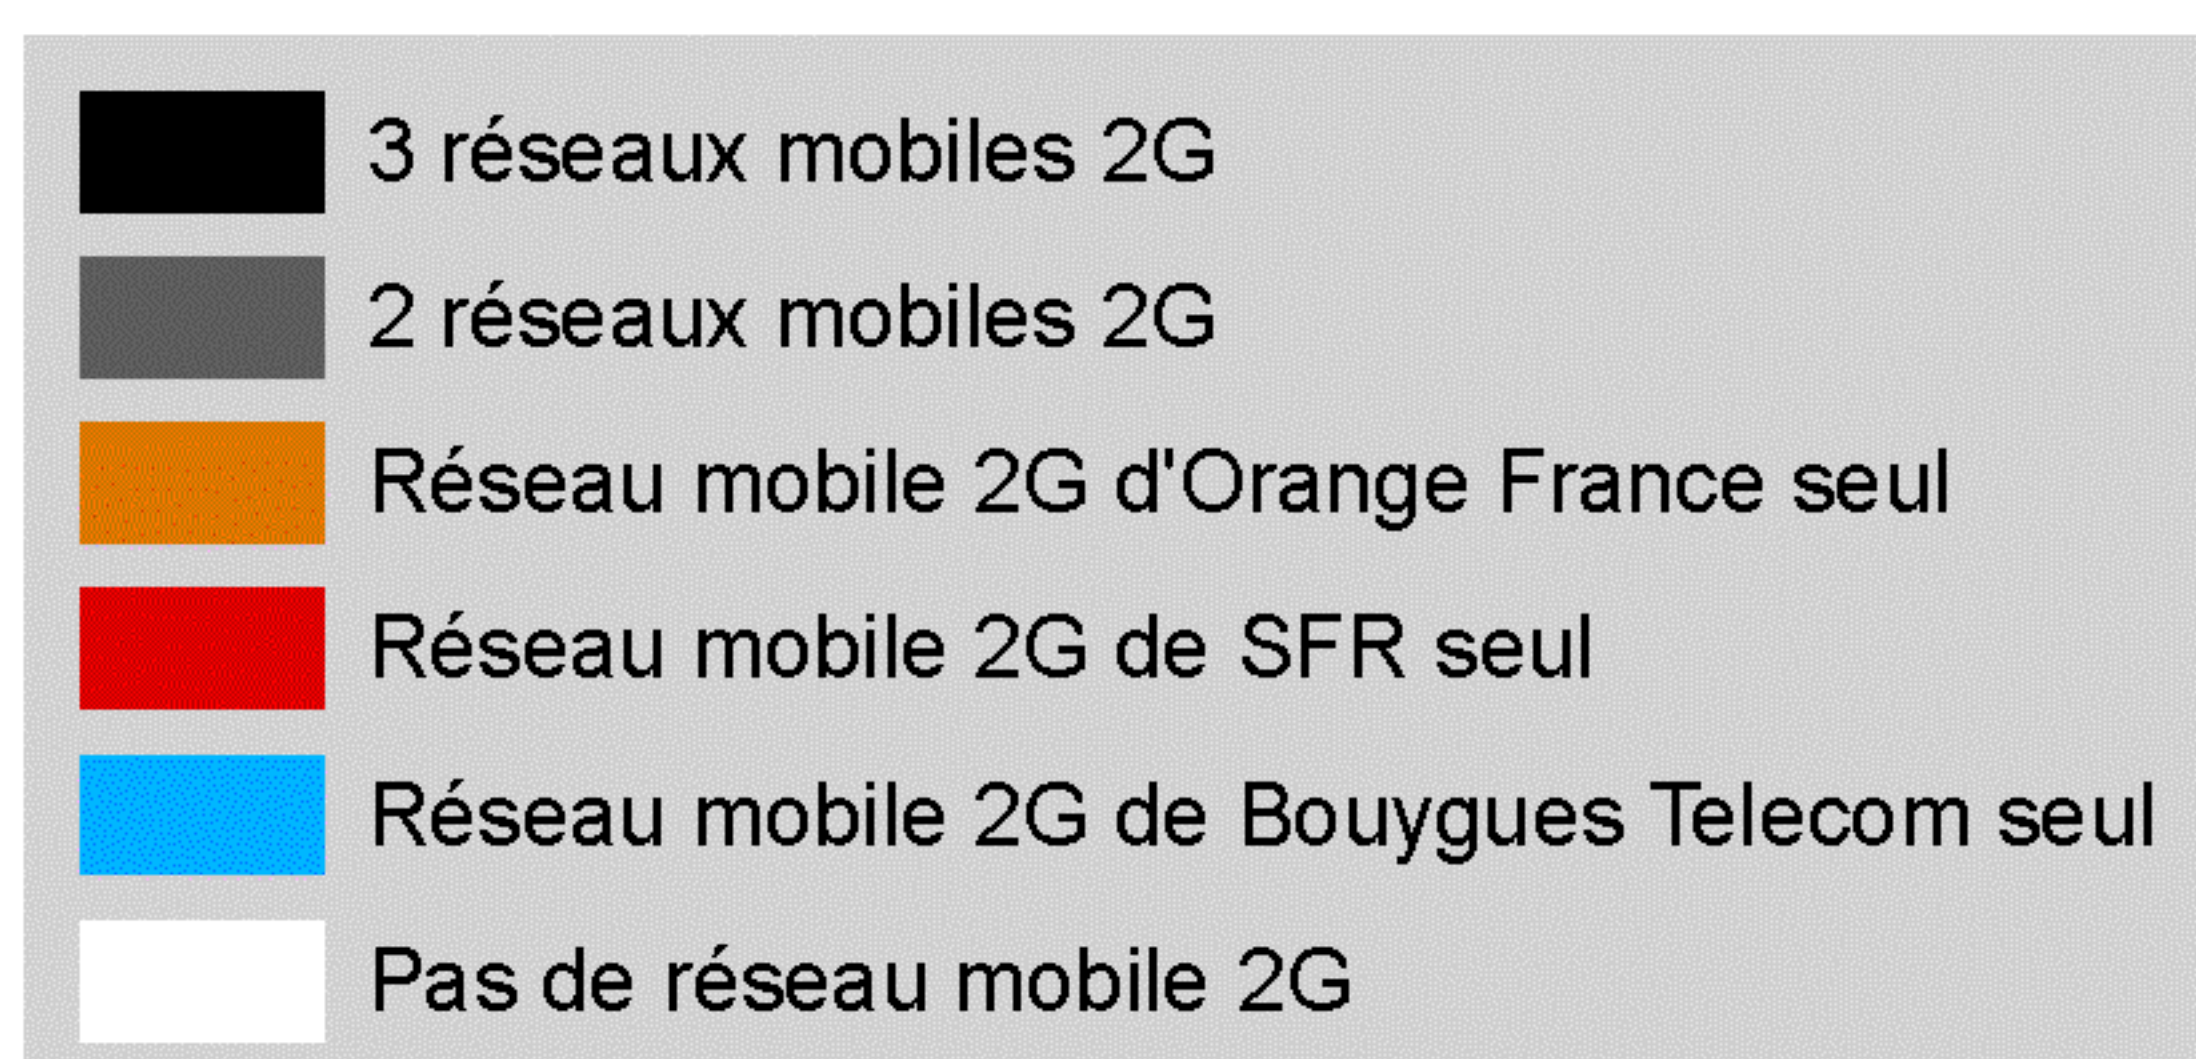 3 réseaux mobiles 2G
2 réseaux mobiles 2G
Réseau mobile 2G d'Orange France seul
Réseau mobile 2G de SFR seul
Réseau mobile 2G de Bouygues Telecom seul
Pas de réseau mobile 2G